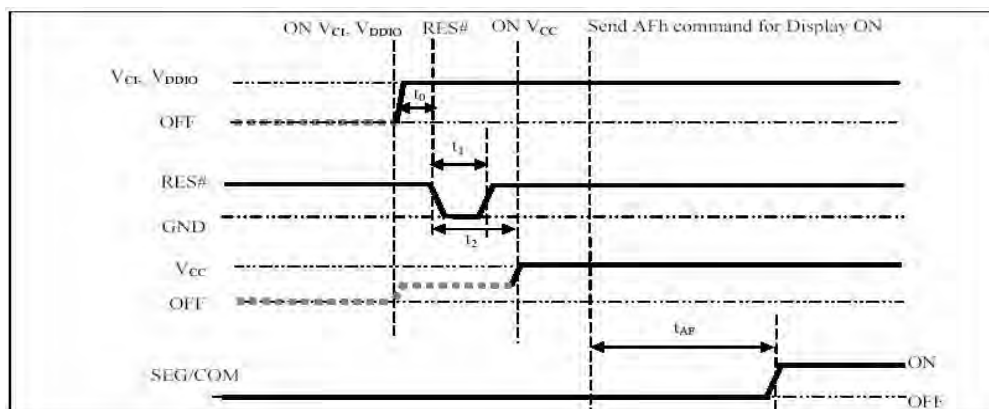 ON VCI, VDDIO RES# ON VCC Send AFh command for Display ON
VCI, VDDIO
t0
OFF
t1
RES#
GND
t2
VCC
OFF
tAF
ON
SEG/COM
OFF